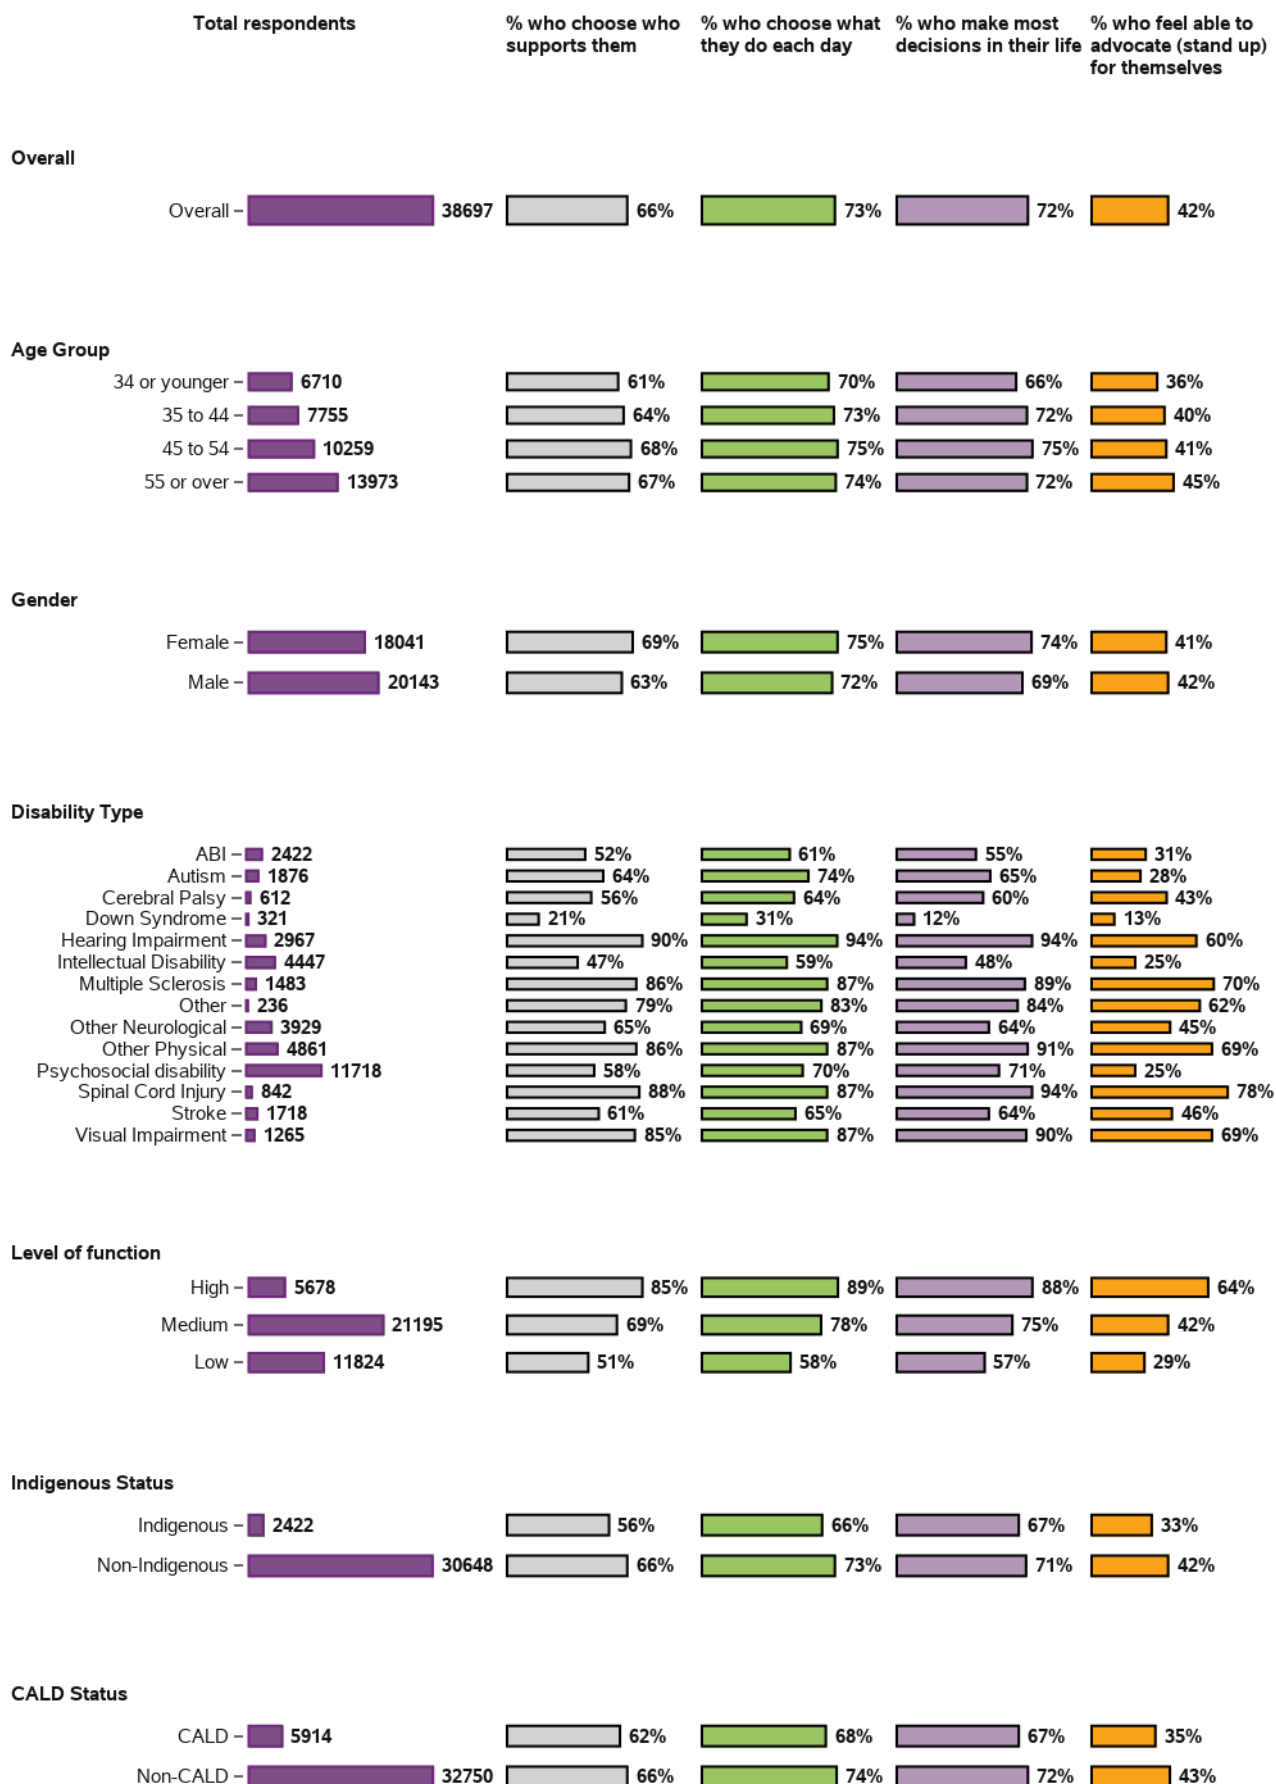 Total respondents % who choose who % who choose what % who make most % who feel able to
supports them they do each day decisions in their life advocate (stand up)
for themselves
Overall
Overall 38697 66% 73% 72% 42%
Age Group
34 or younger 6710 61% 70% 66% 36%
35 to 44 7755 64% 73% 72% 40%
45 to 54 10259 68% 75% 75% 41%
55 or over 13973 67% 74% 72% 45%
Gender
Female 18041 69% 75% 74% 41%
Male 20143 63% 72% 69% 42%
Disability Type
ABI 2422 52% 61% 55% 31%
Autism 1876 64% 74% 65% 28%
Cerebral Palsy 612 56% 64% 60% 43%
Down Syndrome 321 21% 31% 12% 13%
Hearing Impairment 2967 90% 94% 94% 60%
Intellectual Disability 4447 47% 59% 48% 25%
Multiple Sclerosis 1483 86% 87% 89% 70%
Other 236 79% 83% 84% 62%
Other Neurological 3929 65% 69% 64% 45%
Other Physical 4861 86% 87% 91% 69%
Psychosocial disability 11718 58% 70% 71% 25%
Spinal Cord Injury 842 88% 87% 94% 78%
Stroke 1718 61% 65% 64% 46%
Visual Impairment 1265 85% 87% 90% 69%
Level of function
High 5678 85% 89% 88% 64%
Medium 21195 69% 78% 75% 42%
Low 11824 51% 58% 57% 29%
Indigenous Status
Indigenous 2422 56% 66% 67% 33%
Non-Indigenous 30648 66% 73% 71% 42%
CALD Status
CALD 5914 62% 68% 67% 35%
Non-CALD 32750 66% 74% 72% 43%